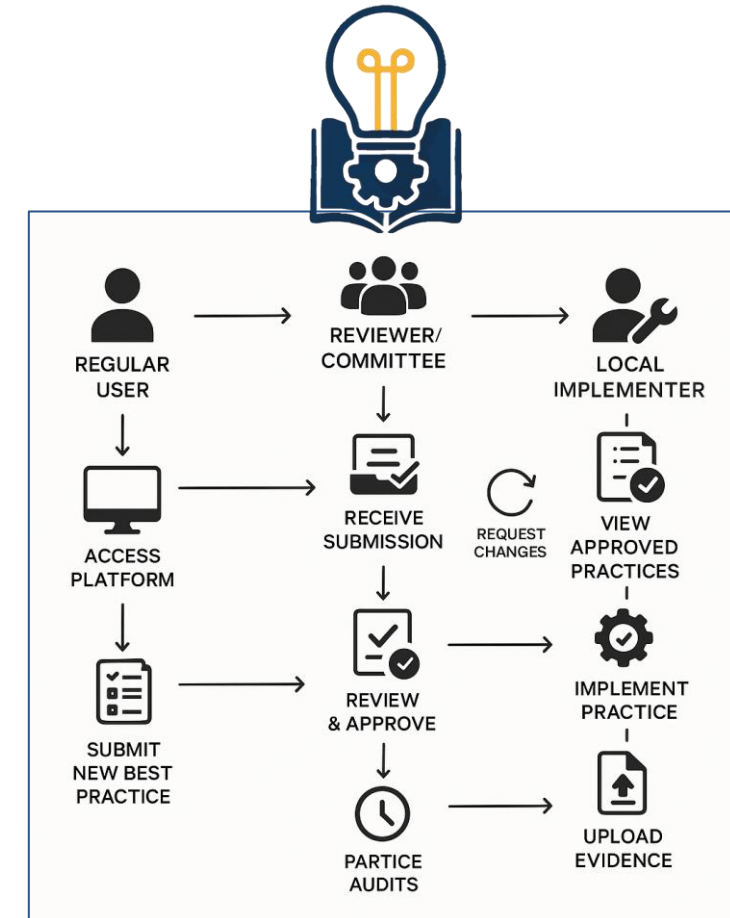 REGULAR
USER
REVIEWER/
COMMITTEE
LOCAL
IMPLEMENTER
ACCESS
PLATFORM
RECEIVE
SUBMISSION
REQUEST
CHANGES
VIEW
APPROVED
PRACTICES
SUBMIT
NEW BEST
PRACTICE
REVIEW
& APPROVE
IMPLEMENT
PRACTICE
PARTICE
AUDITS
UPLOAD
EVIDENCE